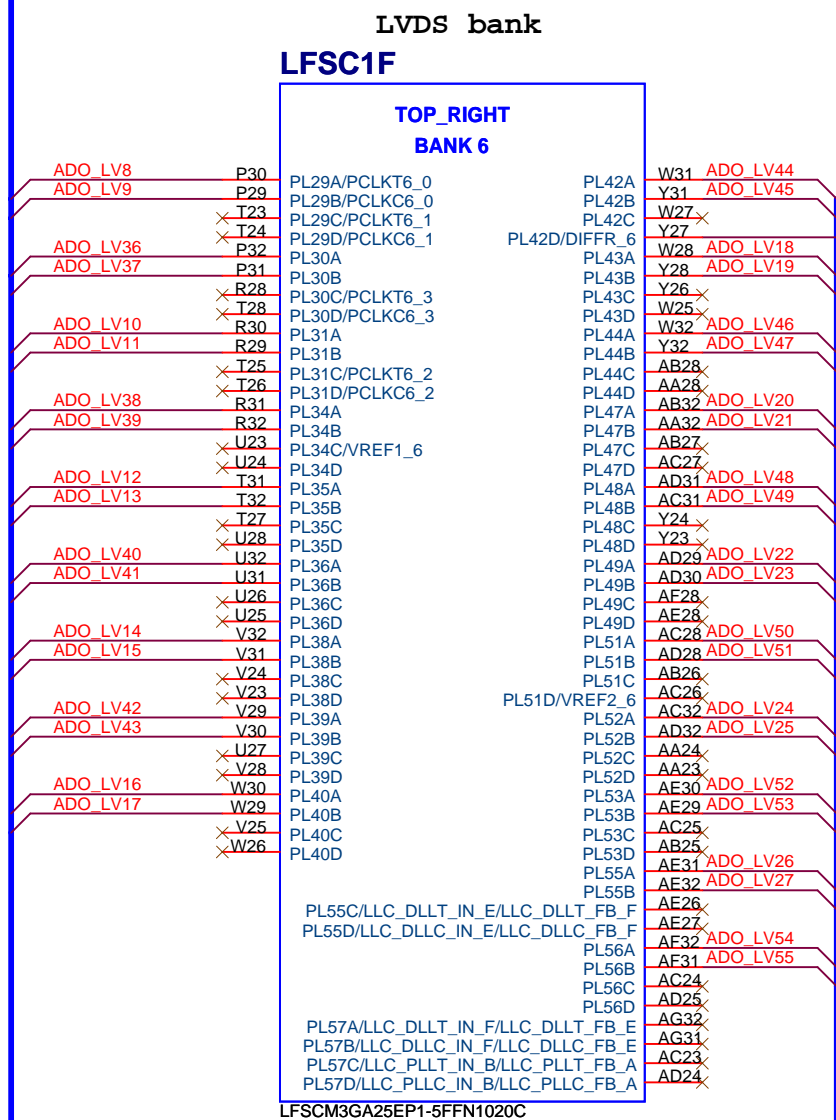 LVDS bank
LFSC1F
TOP_RIGHT
BANK 6
ADO_LV8 P30 PL29A/PCLKT6_0
ADO_LV9 P29 PL29B/PCLKC6_0
T23 PL29C/PCLKT6_1
T24 PL29D/PCLKC6_1
ADO_LV36 P32 PL30A
ADO_LV37 P31 PL30B
R28 PL30C/PCLKT6_3
T28 PL30D/PCLKC6_3
ADO_LV10 R30 PL31A
ADO_LV11 R29 PL31B
T25 PL31C/PCLKT6_2
T26 PL31D/PCLKC6_2
ADO_LV38 R31 PL34A
ADO_LV39 R32 PL34B
U23 PL34C/VREF1_6
U24 PL34D
ADO_LV12 T31 PL35A
ADO_LV13 T32 PL35B
T27 PL35C
U28 PL35D
ADO_LV40 U32 PL36A
ADO_LV41 U31 PL36B
U26 PL36C
U25 PL36D
ADO_LV14 V32 PL38A
ADO_LV15 V31 PL38B
V24 PL38C
V23 PL38D
ADO_LV42 V29 PL39A
ADO_LV43 V30 PL39B
U27 PL39C
V28 PL39D
ADO_LV16 W30 PL40A
ADO_LV17 W29 PL40B
V25 PL40C
W26 PL40D
PL42A W31 ADO_LV44
PL42B Y31 ADO_LV45
PL42C W27
PL42D/DIFFR_6 Y27
PL43A W28 ADO_LV18
PL43B Y28 ADO_LV19
PL43C Y26
PL43D W25
PL44A W32 ADO_LV46
PL44B Y32 ADO_LV47
PL44C AB28
PL44D AA28
PL47A AB32 ADO_LV20
PL47B AA32 ADO_LV21
PL47C AB27
PL47D AC27
PL48A AD31 ADO_LV48
PL48B AC31 ADO_LV49
PL48C Y24
PL48D Y23
PL49A AD29 ADO_LV22
PL49B AD30 ADO_LV23
PL49C AF28
PL49D AE28
PL51A AC28 ADO_LV50
PL51B AD28 ADO_LV51
PL51C AB26
PL51D/VREF2_6 AC26
PL52A AC32 ADO_LV24
PL52B AD32 ADO_LV25
PL52C AA24
PL52D AA23
PL53A AE30 ADO_LV52
PL53B AE29 ADO_LV53
PL53C AC25
PL53D AB25
PL55A AE31 ADO_LV26
PL55B AE32 ADO_LV27
PL55C/LLC_DLLT_IN_E/LLC_DLLT_FB_F AE26
PL55D/LLC_DLLC_IN_E/LLC_DLLC_FB_F AE27
PL56A AF32 ADO_LV54
PL56B AF31 ADO_LV55
PL56C AC24
PL56D AD25
PL57A/LLC_DLLT_IN_F/LLC_DLLT_FB_E AG32
PL57B/LLC_DLLC_IN_F/LLC_DLLC_FB_E AG31
PL57C/LLC_PLLT_IN_B/LLC_PLLT_FB_A AC23
PL57D/LLC_PLLC_IN_B/LLC_PLLC_FB_A AD24
LFSCM3GA25EP1-5FFN1020C